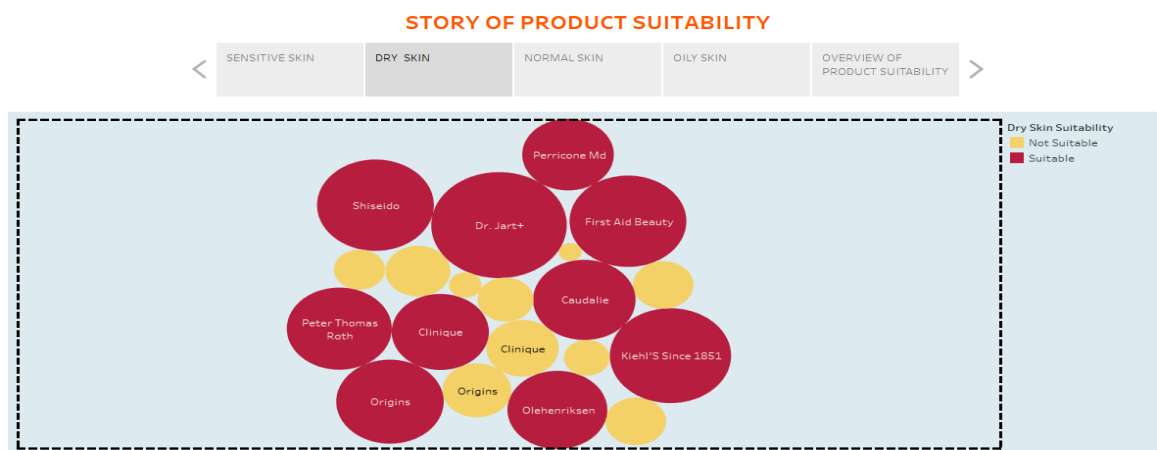 STORY OF PRODUCT SUITABILITY
SENSITIVE SKIN
DRY SKIN
NORMAL SKIN
OILY SKIN
OVERVIEW OF
PRODUCT SUITABILITY
Dry Skin Suitability
Not Suitable
Suitable
Perricone Md
Shiseido
Dr. Jart+
First Aid Beauty
Caudalie
Peter Thomas
Roth
Clinique
Clinique
Kiehl'S Since 1851
Origins
Origins
Olehenriksen